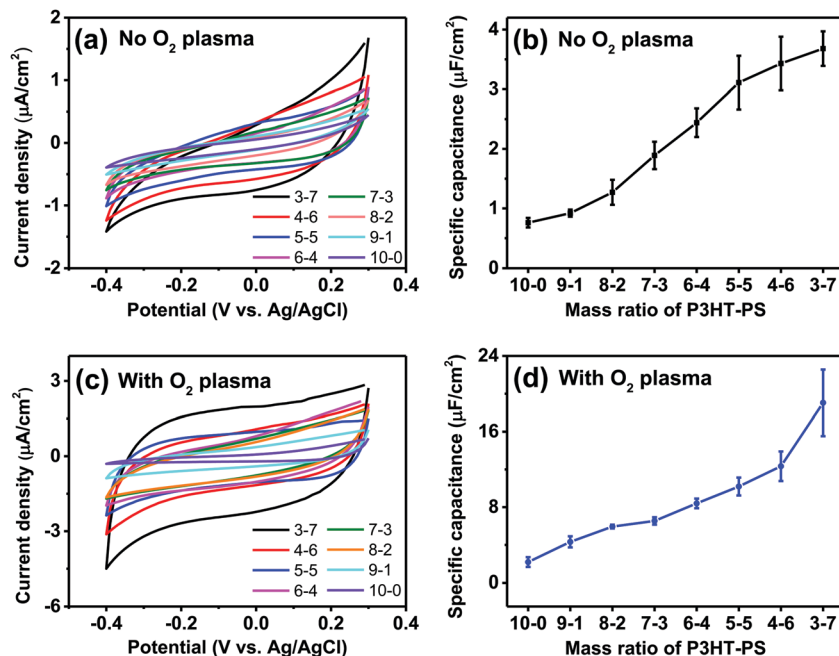 (a) No O2 plasma
Current density (μA/cm²)
2
1
0
-1
-2
3-7 7-3
4-6 8-2
5-5 9-1
6-4 10-0
-0.4 -0.2 0.0 0.2 0.4
Potential (V vs. Ag/AgCl)
(b) No O2 plasma
Specific capacitance (μF/cm²)
4
3
2
1
0
10-0 9-1 8-2 7-3 6-4 5-5 4-6 3-7
Mass ratio of P3HT-PS
(c) With O2 plasma
Current density (μA/cm²)
3
0
-3
-6
3-7 7-3
4-6 8-2
5-5 9-1
6-4 10-0
-0.4 -0.2 0.0 0.2 0.4
Potential (V vs. Ag/AgCl)
(d) With O2 plasma
Specific capacitance (μF/cm²)
24
16
8
0
10-0 9-1 8-2 7-3 6-4 5-5 4-6 3-7
Mass ratio of P3HT-PS